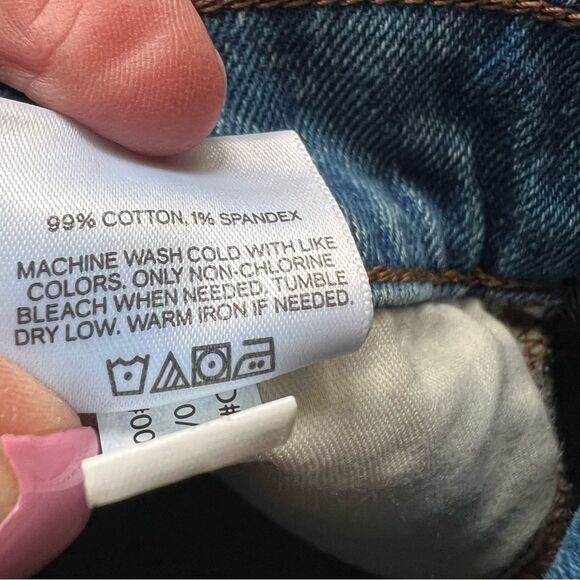 99% COTTON, 1% SPANDEX
MACHINE WASH COLD WITH LIKE
COLORS. ONLY NON-CHLORINE
BLEACH WHEN NEEDED. TUMBLE
DRY LOW. WARM IRON IF NEEDED.